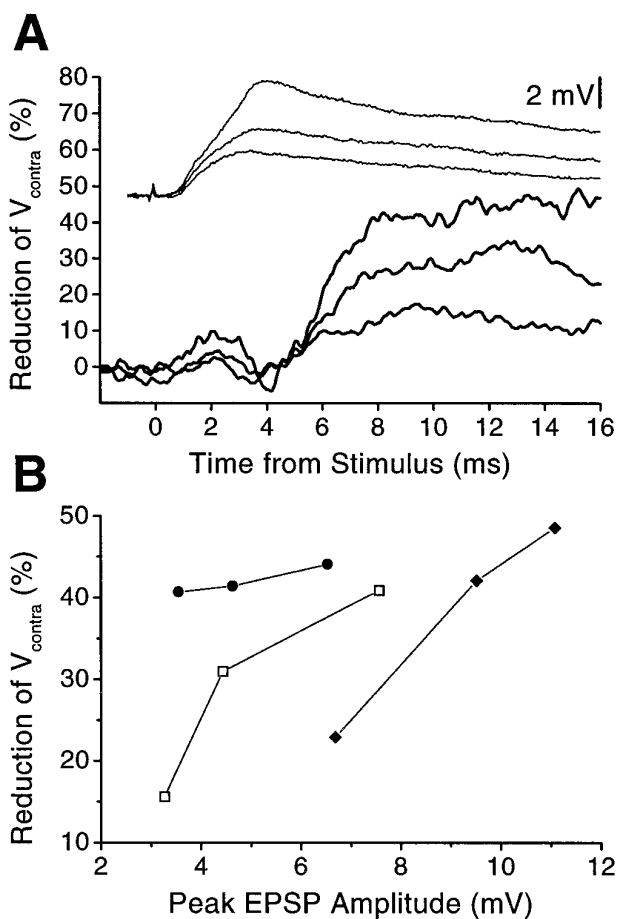 A
Reduction of Vcontra (%)
80
70
60
50
40
30
20
10
0
2 mV
0 2 4 6 8 10 12 14 16
Time from Stimulus (ms)
B
Reduction of Vcontra (%)
50
40
30
20
10
2 4 6 8 10 12
Peak EPSP Amplitude (mV)